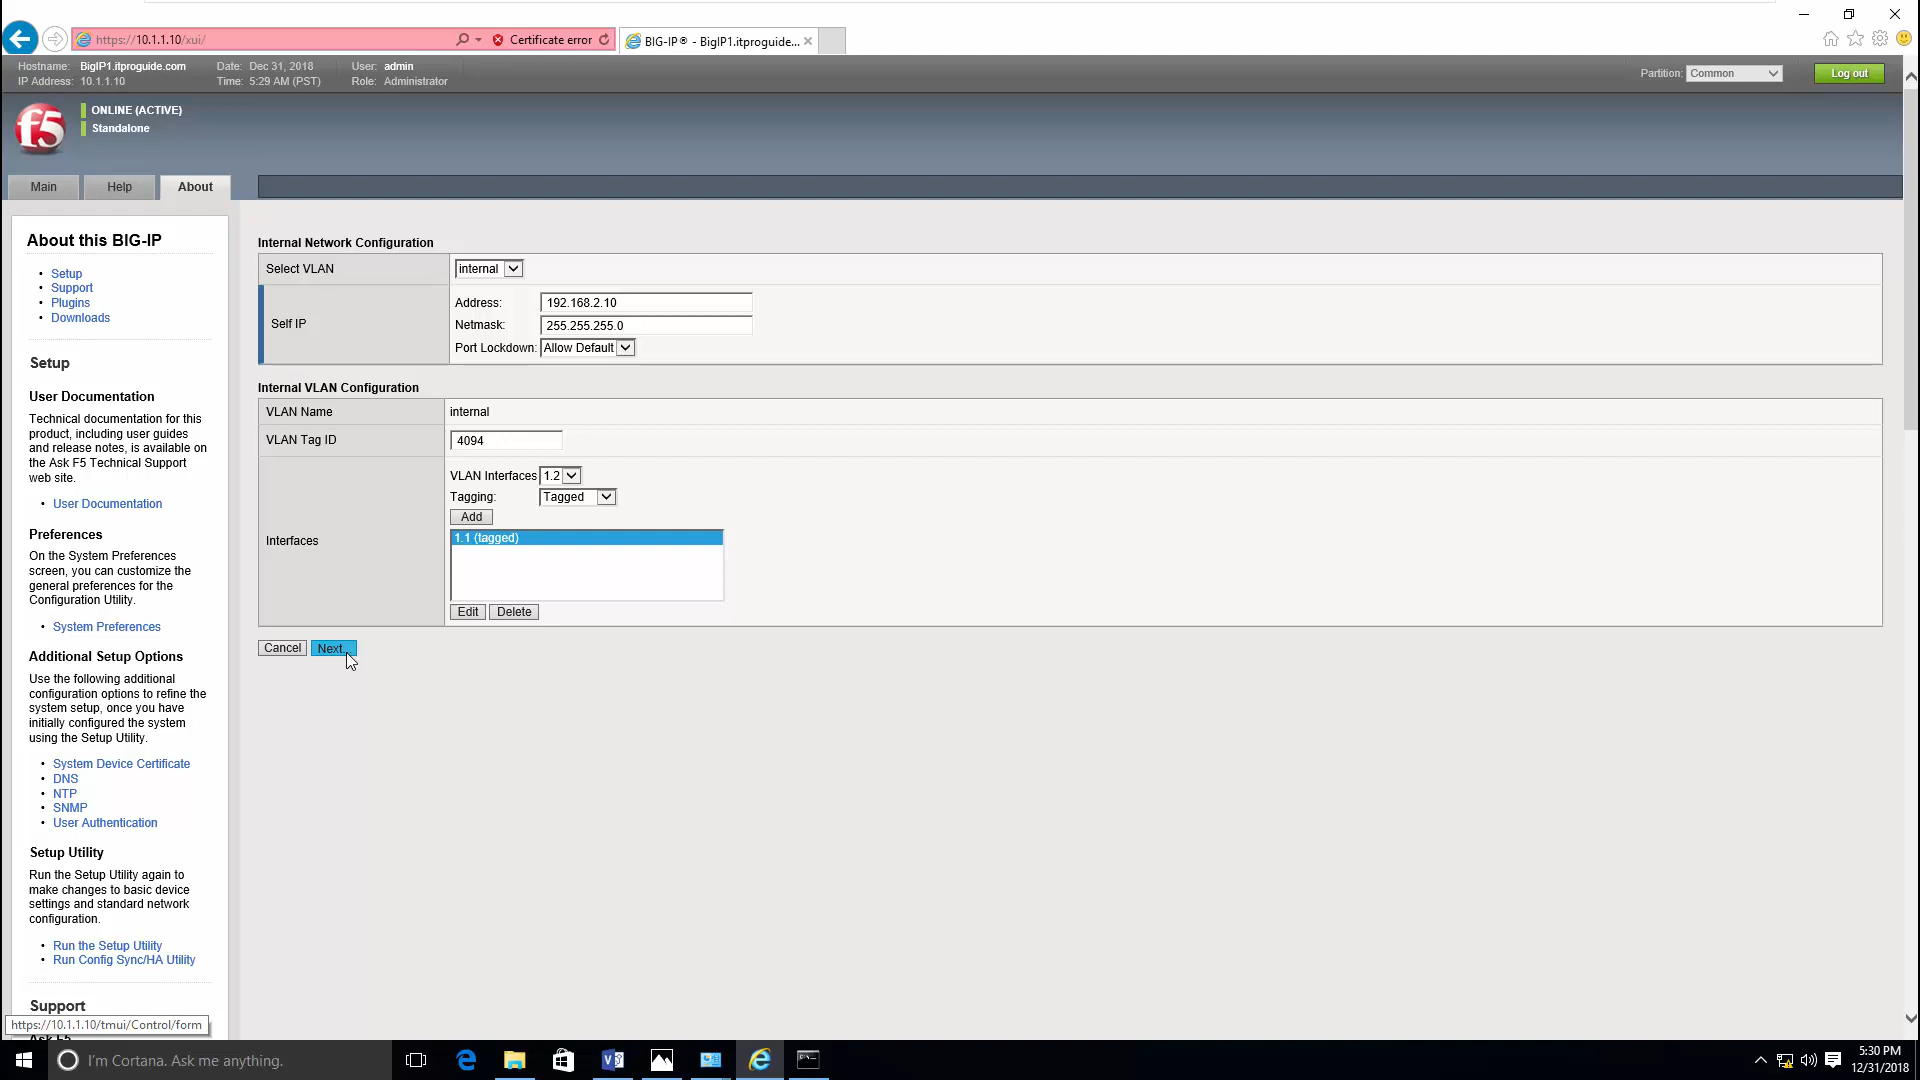 https://10.1.1.10/xui/
Certificate error
BIG-IP® - BigIP1.itproguide...
Hostname: BigIP1.itproguide.com
Date: Dec 31, 2018
User: admin
IP Address: 10.1.1.10
Time: 5:29 AM (PST)
Role: Administrator
Partition: Common
Log out
f5
ONLINE (ACTIVE)
Standalone
Main
Help
About
About this BIG-IP
• Setup
• Support
• Plugins
• Downloads
Setup
User Documentation
Technical documentation for this
product, including user guides
and release notes, is available on
the Ask F5 Technical Support
web site.
• User Documentation
Preferences
On the System Preferences
screen, you can customize the
general preferences for the
Configuration Utility.
• System Preferences
Additional Setup Options
Use the following additional
configuration options to refine the
system setup, once you have
initially configured the system
using the Setup Utility.
• System Device Certificate
• DNS
• NTP
• SNMP
• User Authentication
Setup Utility
Run the Setup Utility again to
make changes to basic device
settings and standard network
configuration.
• Run the Setup Utility
• Run Config Sync/HA Utility
Support
https://10.1.1.10/tmui/Control/form
Ask F5
Internal Network Configuration
Select VLAN
internal
Self IP
Address: 192.168.2.10
Netmask: 255.255.255.0
Port Lockdown: Allow Default
Internal VLAN Configuration
VLAN Name
internal
VLAN Tag ID
4094
Interfaces
VLAN Interfaces 1.2
Tagging: Tagged
Add
1.1 (tagged)
Edit
Delete
Cancel
Next...
I'm Cortana. Ask me anything.
5:30 PM
12/31/2018